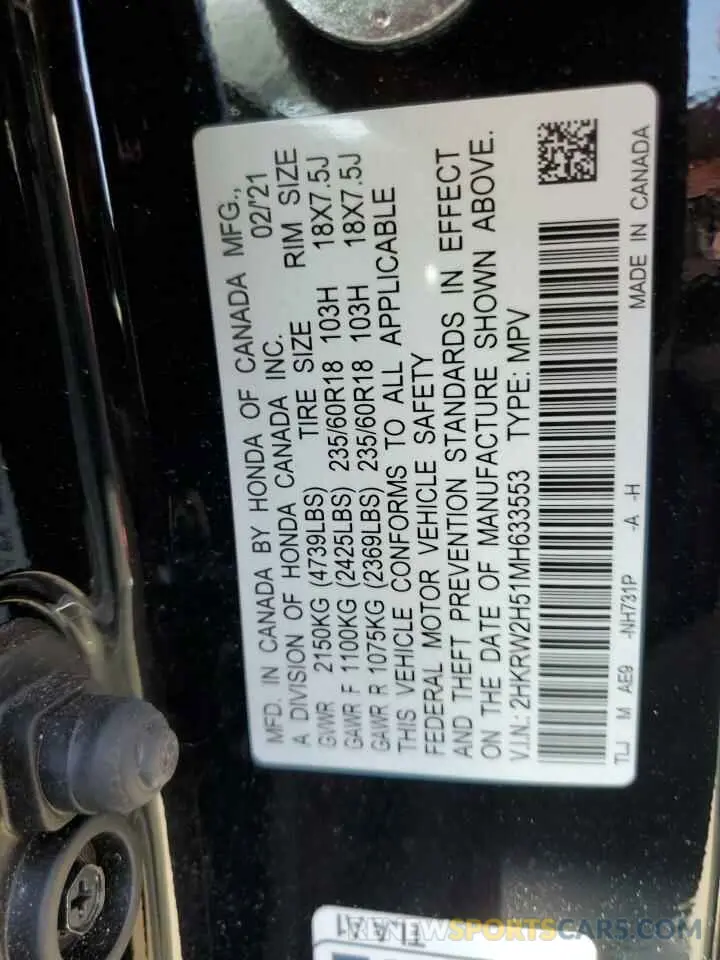 MFD. IN CANADA BY HONDA OF CANADA MFG.,
A DIVISION OF HONDA CANADA INC. 02/'21
TIRE SIZE RIM SIZE
GVWR 2150KG (4739LBS)
GAWR F 1100KG (2425LBS) 235/60R18 103H 18X7.5J
GAWR R 1075KG (2369LBS) 235/60R18 103H 18X7.5J
THIS VEHICLE CONFORMS TO ALL APPLICABLE
FEDERAL MOTOR VEHICLE SAFETY
AND THEFT PREVENTION STANDARDS IN EFFECT
ON THE DATE OF MANUFACTURE SHOWN ABOVE.
V.I.N.: 2HKRW2H51MH633553 TYPE: MPV
TLJ M AE9 -NH731P -A -H MADE IN CANADA
TLAA1
RENEWSPORTSCARS.COM